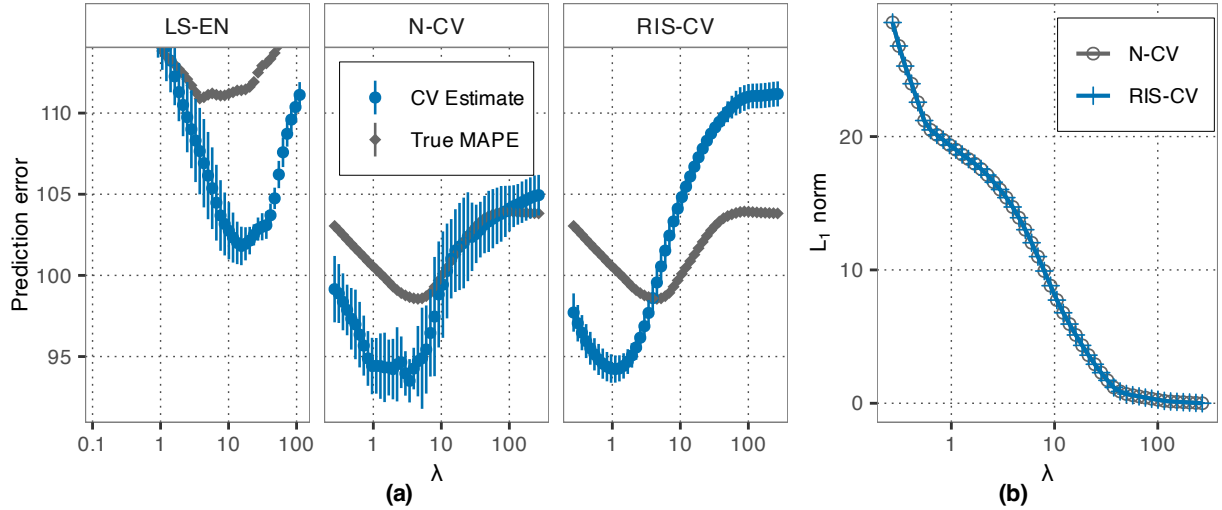 LS-EN N-CV RIS-CV
CV Estimate
True MAPE
Prediction error
110
105
100
95
0.1 1 10 100 1 10 100 1 10 100
λ
(a)
N-CV
RIS-CV
L1 norm
20
10
0
1 10 100
λ
(b)